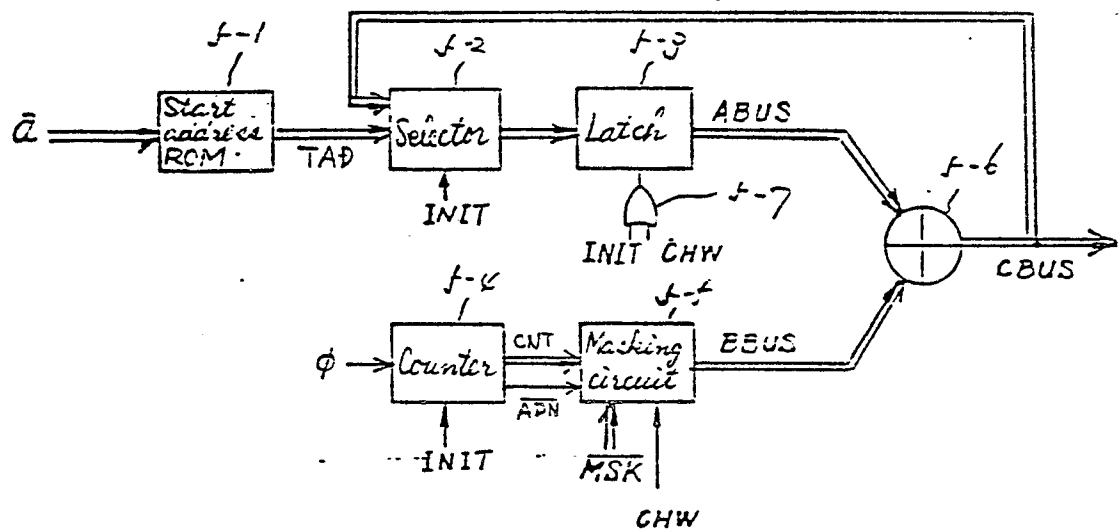 f-1
f-2
f-3
ā
Start address ROM.
TAD
Selector
Latch
ABUS
INIT
f-7
INIT CHW
f-6
CBUS
f-4
f-5
φ
Counter
CNT
ADN
Masking circuit
BBUS
INIT
MSK
CHW